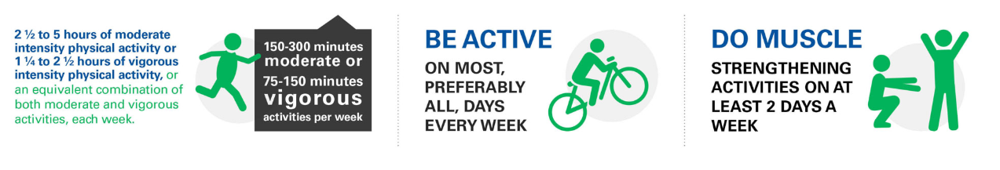 2 ½ to 5 hours of moderate
intensity physical activity or
1 ¼ to 2 ½ hours of vigorous
intensity physical activity, or
an equivalent combination of
both moderate and vigorous
activities, each week.
150-300 minutes
moderate or
75-150 minutes
vigorous
activities per week
BE ACTIVE
ON MOST,
PREFERABLY
ALL, DAYS
EVERY WEEK
DO MUSCLE
STRENGTHENING
ACTIVITIES ON AT
LEAST 2 DAYS A
WEEK